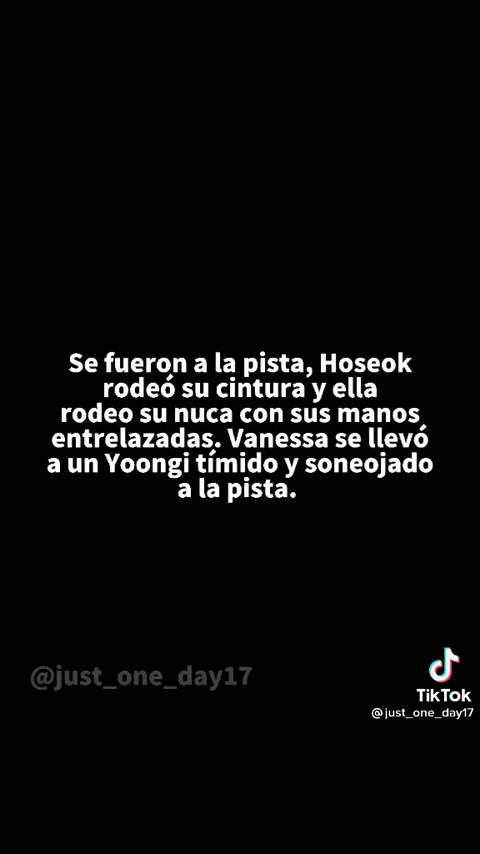 Se fueron a la pista, Hoseok
rodeó su cintura y ella
rodeo su nuca con sus manos
entrelazadas. Vanessa se llevó
a un Yoongi tímido y soneojado
a la pista.
@just_one_day17
TikTok
@just_one_day17